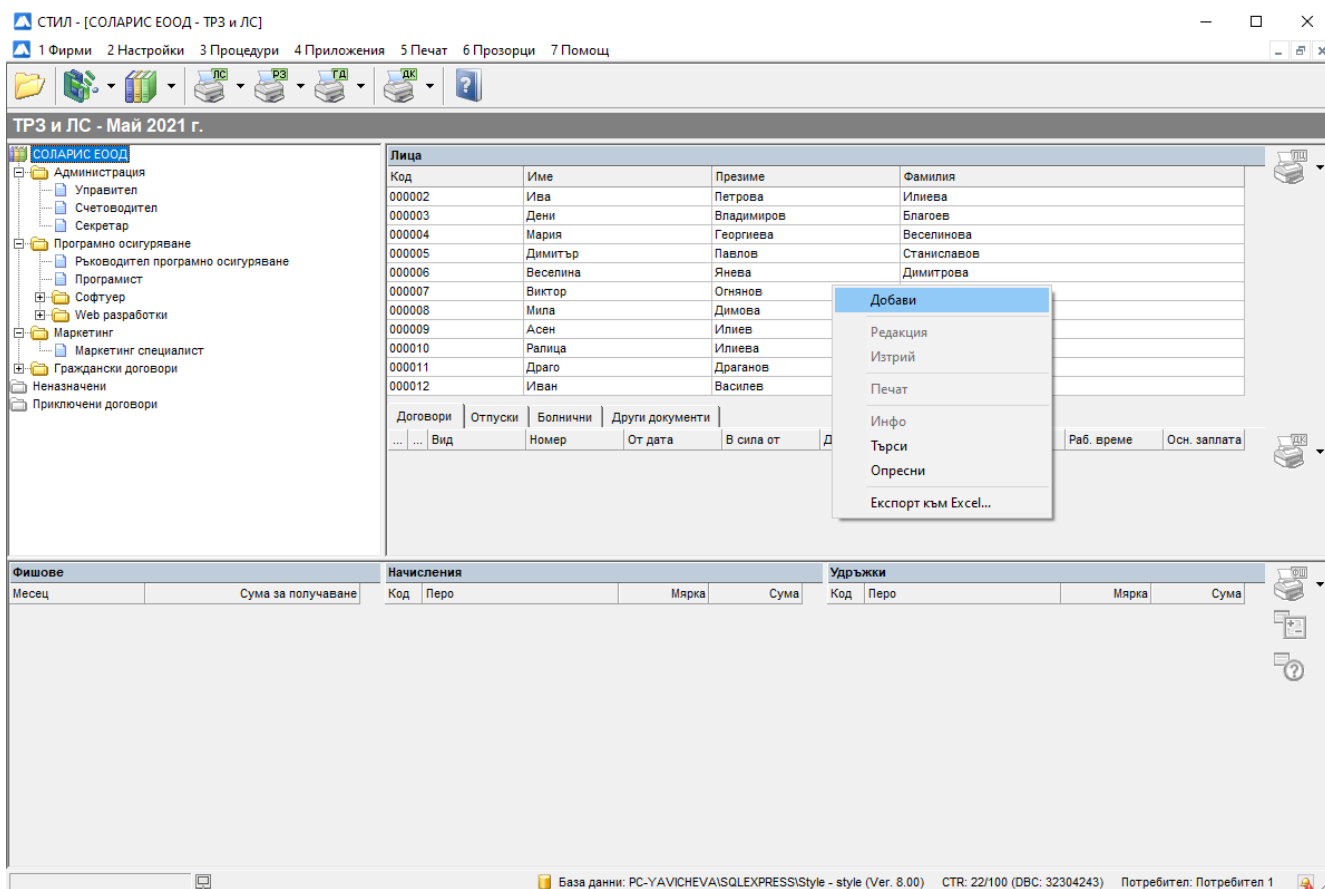 СТИЛ - [СОЛАРИС ЕООД - ТРЗ и ЛС]
1 Фирми 2 Настройки 3 Процедури 4 Приложения 5 Печат 6 Прозорци 7 Помощ
ЛС РЗ ГД ДК
ТРЗ и ЛС - Май 2021 г.
СОЛАРИС ЕООД
Администрация
Управител
Счетоводител
Секретар
Програмно осигуряване
Ръководител програмно осигуряване
Програмист
Софтуер
Web разработки
Маркетинг
Маркетинг специалист
Граждански договори
Неназначени
Приключени договори
Лица
ЛЦ
Код Име Презиме Фамилия
000002 Ива Петрова Илиева
000003 Дени Владимиров Благоев
000004 Мария Георгиева Веселинова
000005 Димитър Павлов Станиславов
000006 Веселина Янева Димитрова
000007 Виктор Огнянов
000008 Мила Димова
000009 Асен Илиев
000010 Ралица Илиева
000011 Драго Драганов
000012 Иван Василев
Добави
Редакция
Изтрий
Печат
Инфо
Търси
Опресни
Експорт към Excel...
Договори Отпуски Болнични Други документи
... ... Вид Номер От дата В сила от Раб. време Осн. заплата
ДК
Фишове
Месец Сума за получаване
Начисления
Код Перо Мярка Сума
Удръжки
Код Перо Мярка Сума
ФШ
База данни: PC-YAVICHEVA\SQLEXPRESS\Style - style (Ver. 8.00) CTR: 22/100 (DBC: 32304243) Потребител: Потребител 1